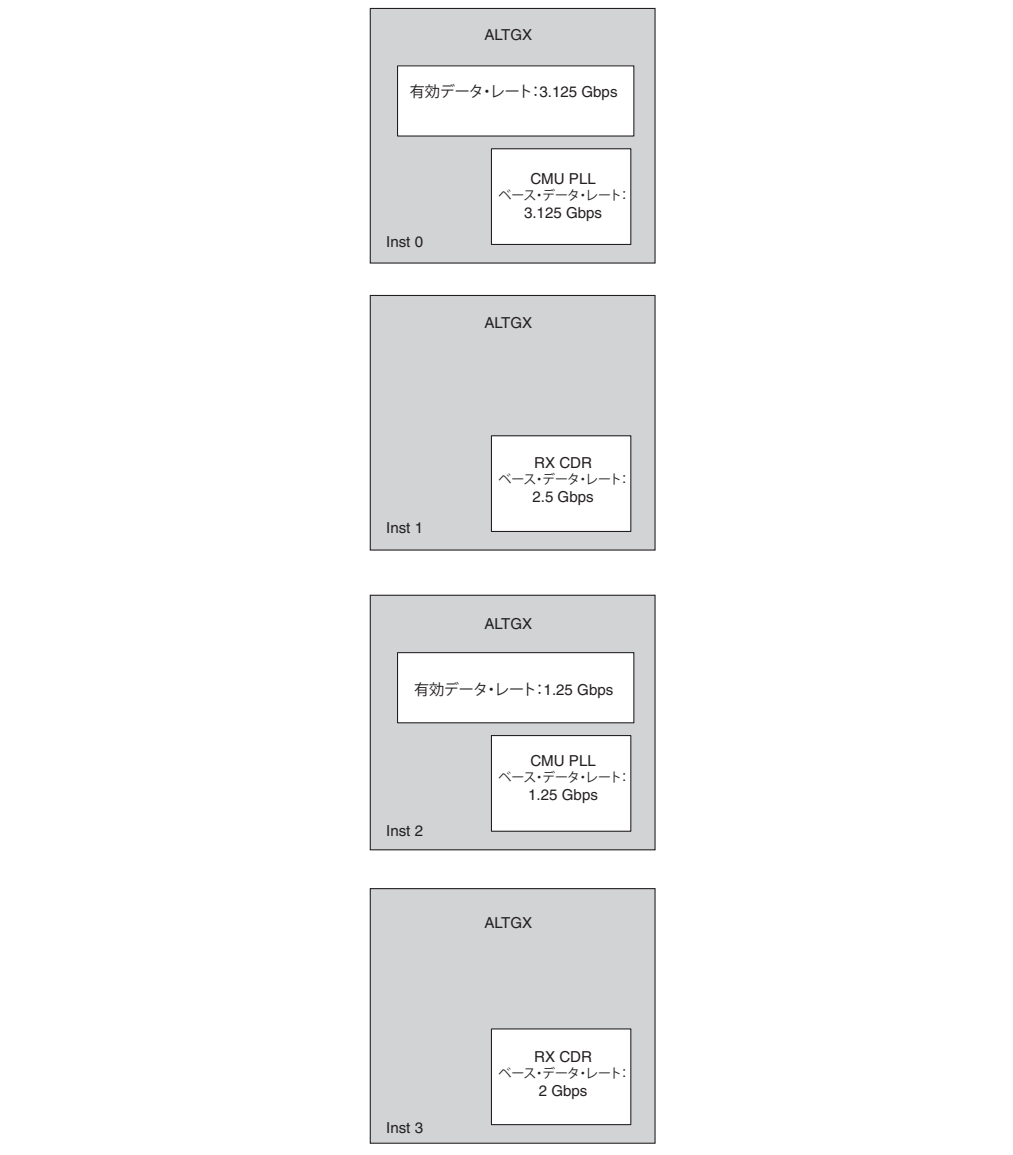 ALTGX
有効データ・レート：3.125 Gbps
CMU PLL
ベース・データ・レート：
3.125 Gbps
Inst 0
ALTGX
RX CDR
ベース・データ・レート：
2.5 Gbps
Inst 1
ALTGX
有効データ・レート：1.25 Gbps
CMU PLL
ベース・データ・レート：
1.25 Gbps
Inst 2
ALTGX
RX CDR
ベース・データ・レート：
2 Gbps
Inst 3